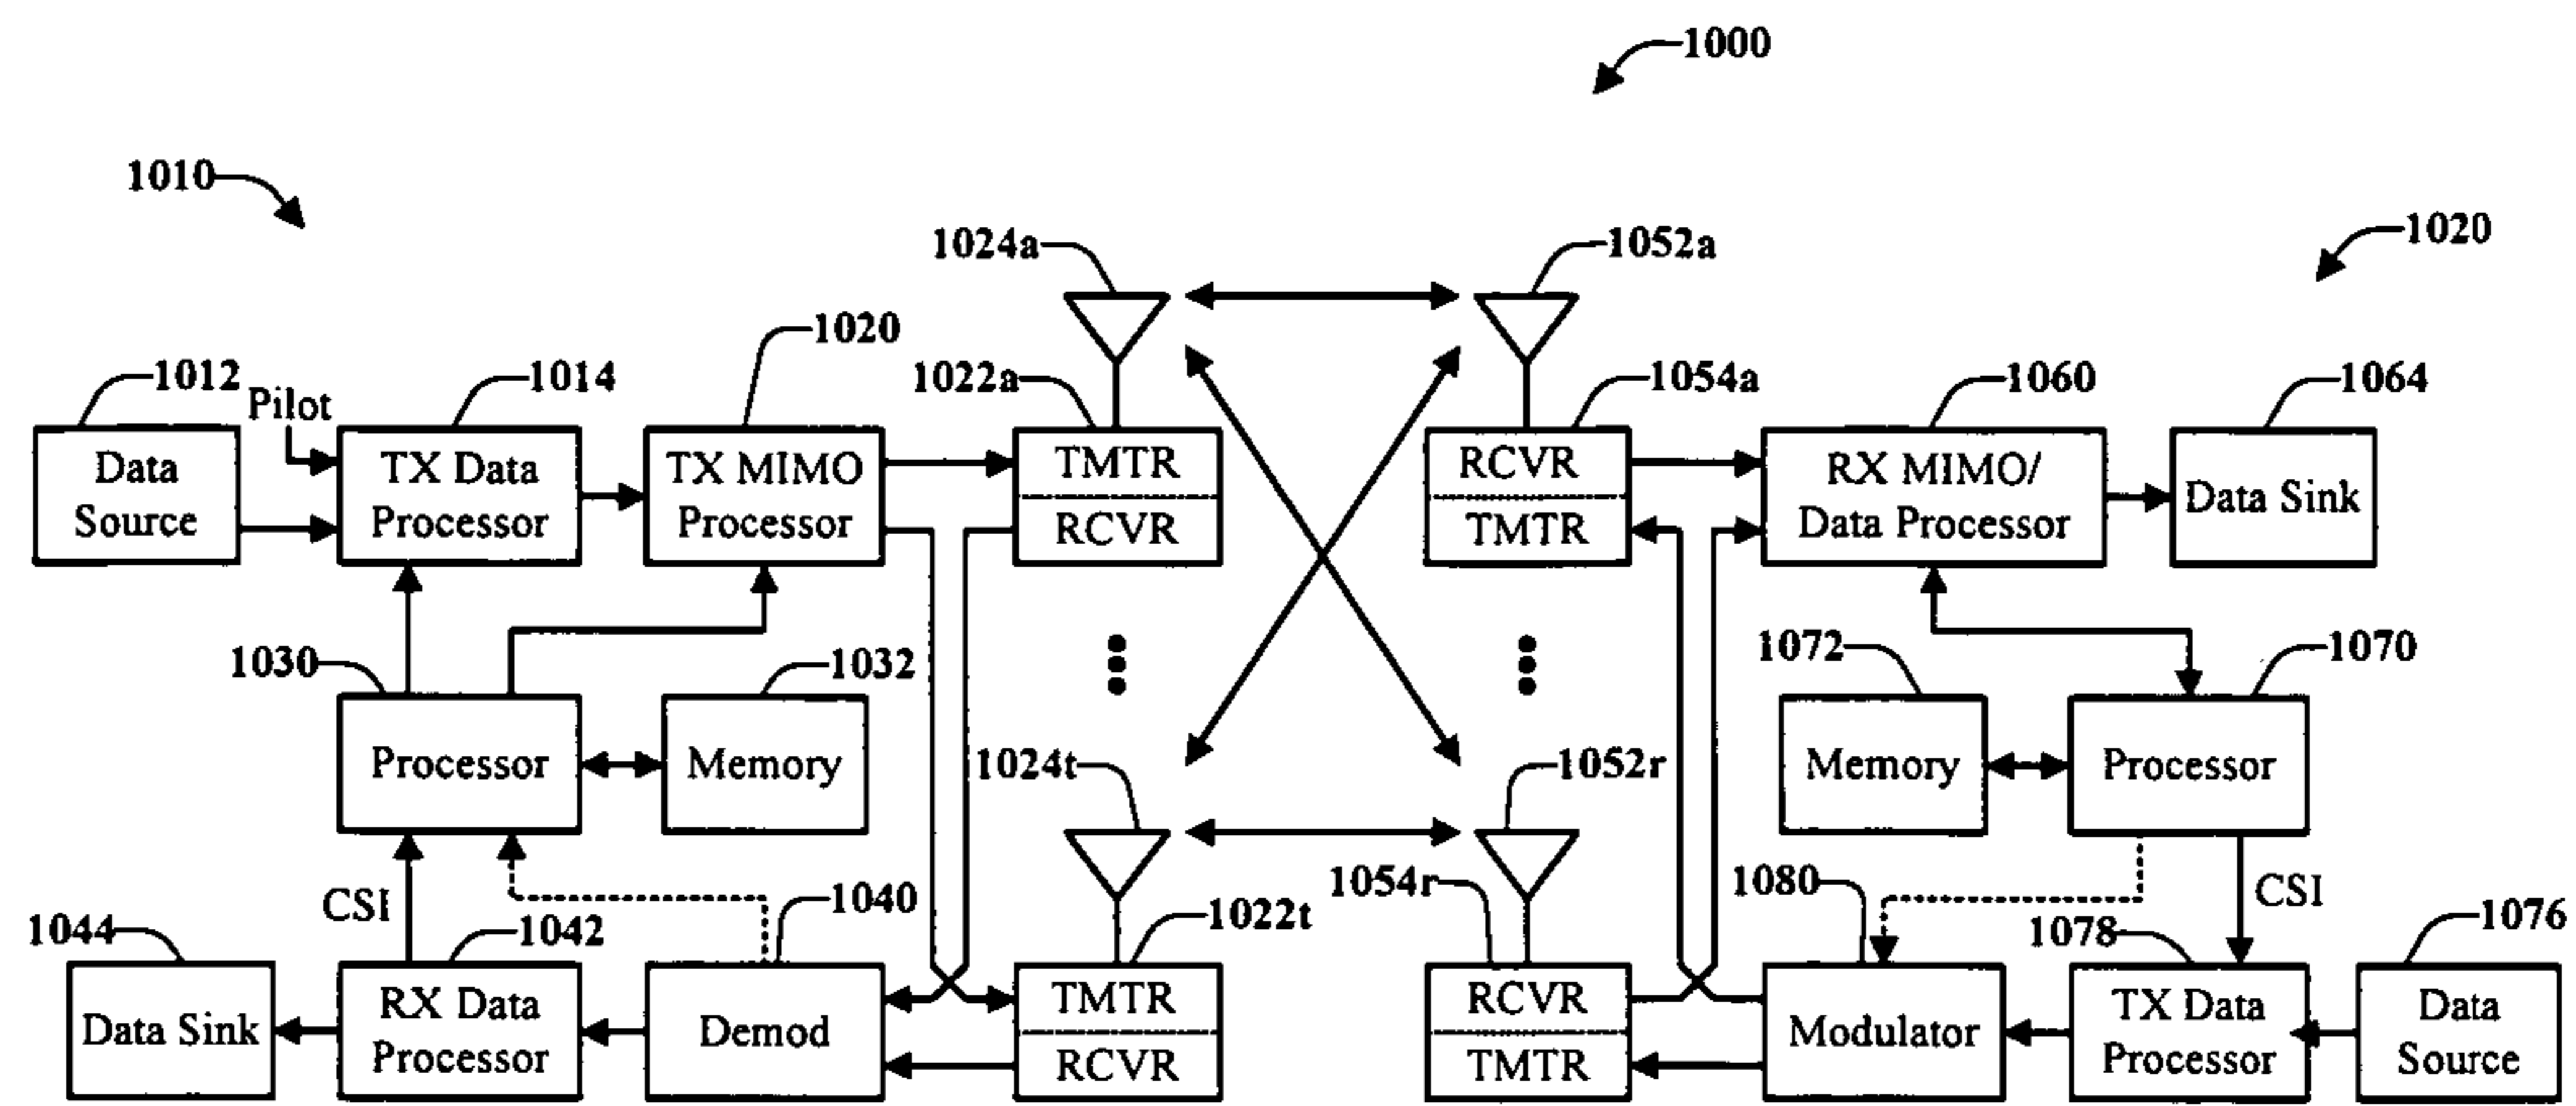 1000
1010
1020
1024a
1052a
1020
1012
Pilot
1014
1022a
1054a
1060
1064
Data
Source
TX Data
Processor
TX MIMO
Processor
TMTR
RCVR
RCVR
TMTR
RX MIMO/
Data Processor
Data Sink
1030
1032
1072
1070
Processor
Memory
Memory
Processor
1024t
1052r
CSI
1040
1054r
1080
CSI
1044
1042
1022t
1078
1076
Data Sink
RX Data
Processor
Demod
TMTR
RCVR
RCVR
TMTR
Modulator
TX Data
Processor
Data
Source